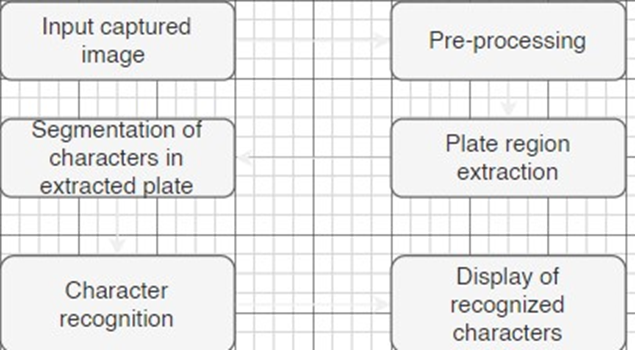 Input captured
image
Pre-processing
Plate region
extraction
Segmentation of
characters in
extracted plate
Character
recognition
Display of
recognized
characters